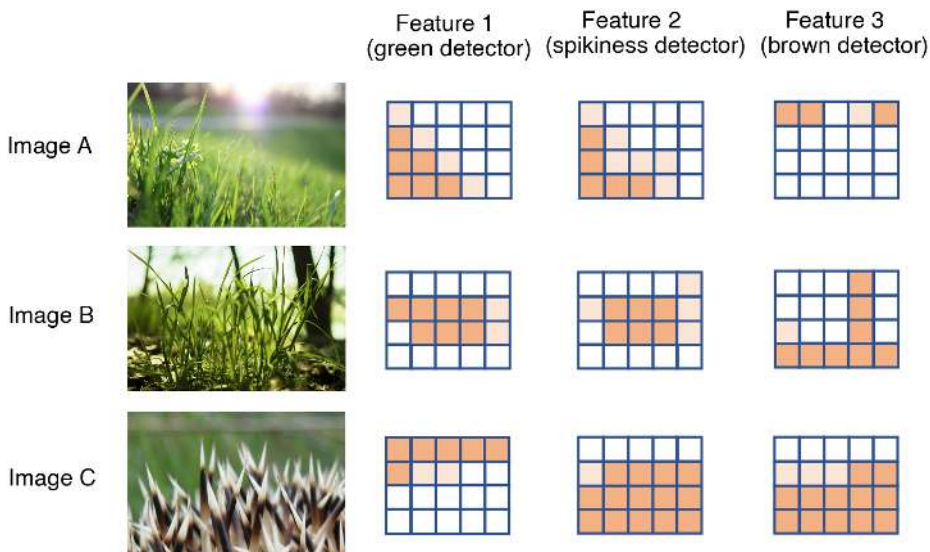 Feature 1
(green detector)
Feature 2
(spikiness detector)
Feature 3
(brown detector)
Image A
Image B
Image C